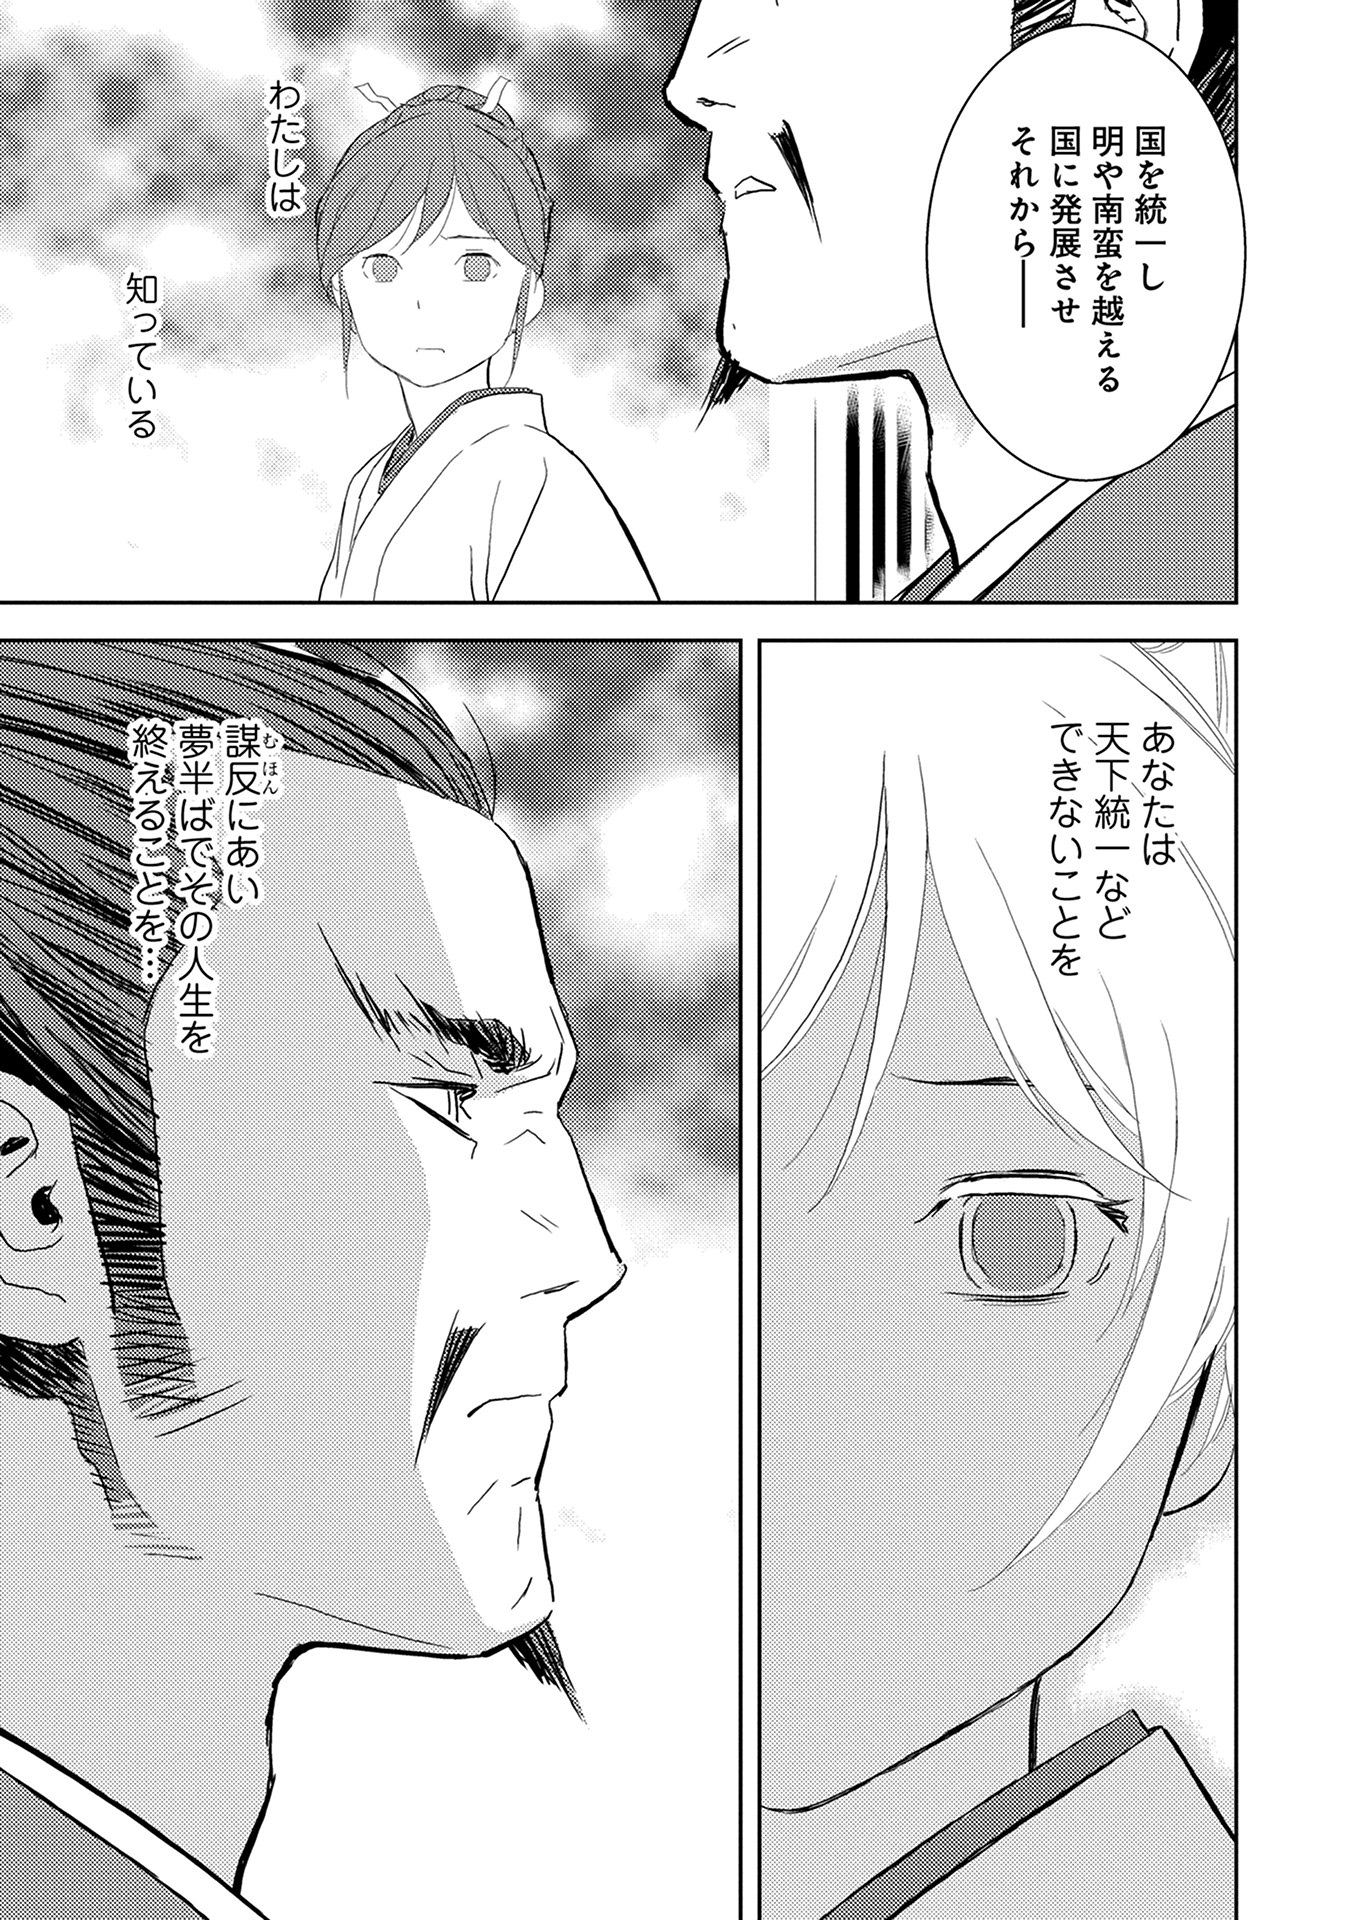 国を統一し
明や南蛮を越える
国に発展させ
それから――
わたしは
知っている
あなたは
天下統一など
できないことを
謀反にあい
むほん
夢半ばでその人生を
終えることを…